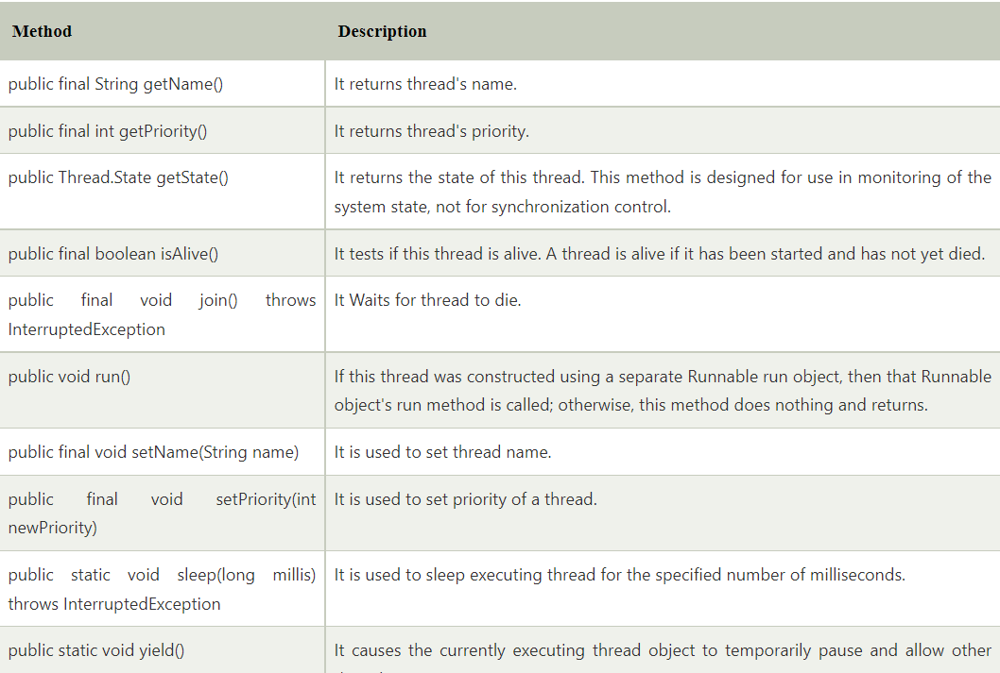 Method Description
public final String getName() It returns thread's name.
public final int getPriority() It returns thread's priority.
public Thread.State getState() It returns the state of this thread. This method is designed for use in monitoring of the
system state, not for synchronization control.
public final boolean isAlive() It tests if this thread is alive. A thread is alive if it has been started and has not yet died.
public final void join() throws It Waits for thread to die.
InterruptedException
public void run() If this thread was constructed using a separate Runnable run object, then that Runnable
object's run method is called; otherwise, this method does nothing and returns.
public final void setName(String name) It is used to set thread name.
public final void setPriority(int It is used to set priority of a thread.
newPriority)
public static void sleep(long millis) It is used to sleep executing thread for the specified number of milliseconds.
throws InterruptedException
public static void yield() It causes the currently executing thread object to temporarily pause and allow other